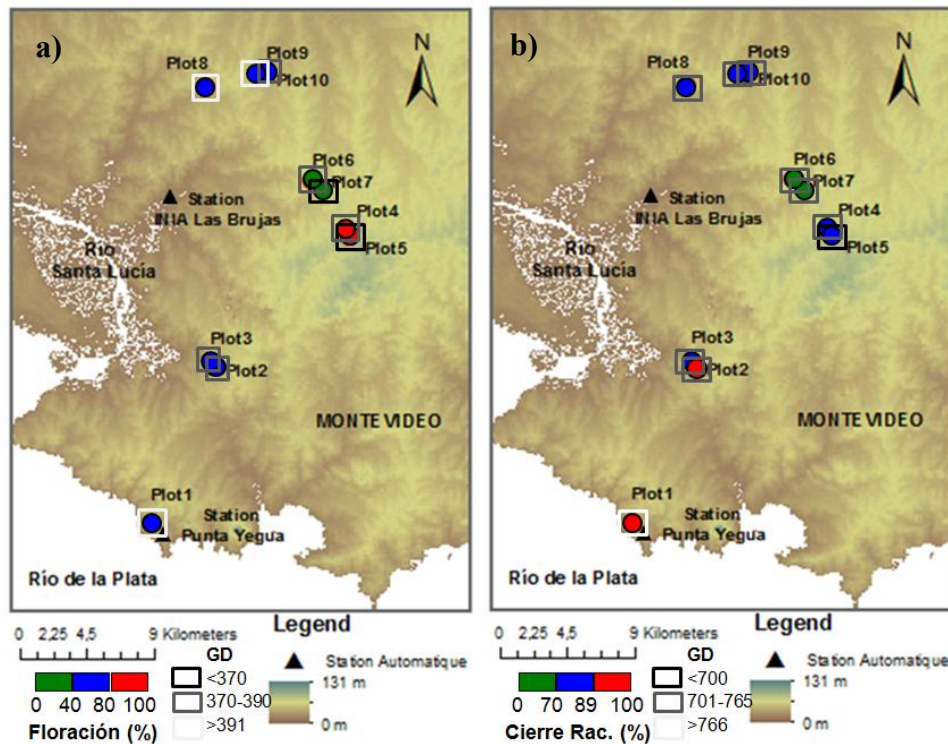 a)
N
Plot9
Plot8
Plot10
Plot6
Plot7
Station
INIA Las Brujas
Plot4
Plot5
Río
Santa Lucía
Plot3
Plot2
MONTEVIDEO
Plot1
Station
Punta Yegua
Río de la Plata
Legend
0 2,25 4,5 9 Kilometers
GD
<370
370-390
>391
Station Automatique
131 m
0 m
0 40 80 100
Floración (%)
b)
N
Plot9
Plot8
Plot10
Plot6
Plot7
Station
INIA Las Brujas
Plot4
Plot5
Río
Santa Lucía
Plot3
Plot2
MONTEVIDEO
Plot1
Station
Punta Yegua
Río de la Plata
Legend
0 2,25 4,5 9 Kilometers
GD
<700
701-765
>766
Station Automatique
131 m
0 m
0 70 89 100
Cierre Rac. (%)